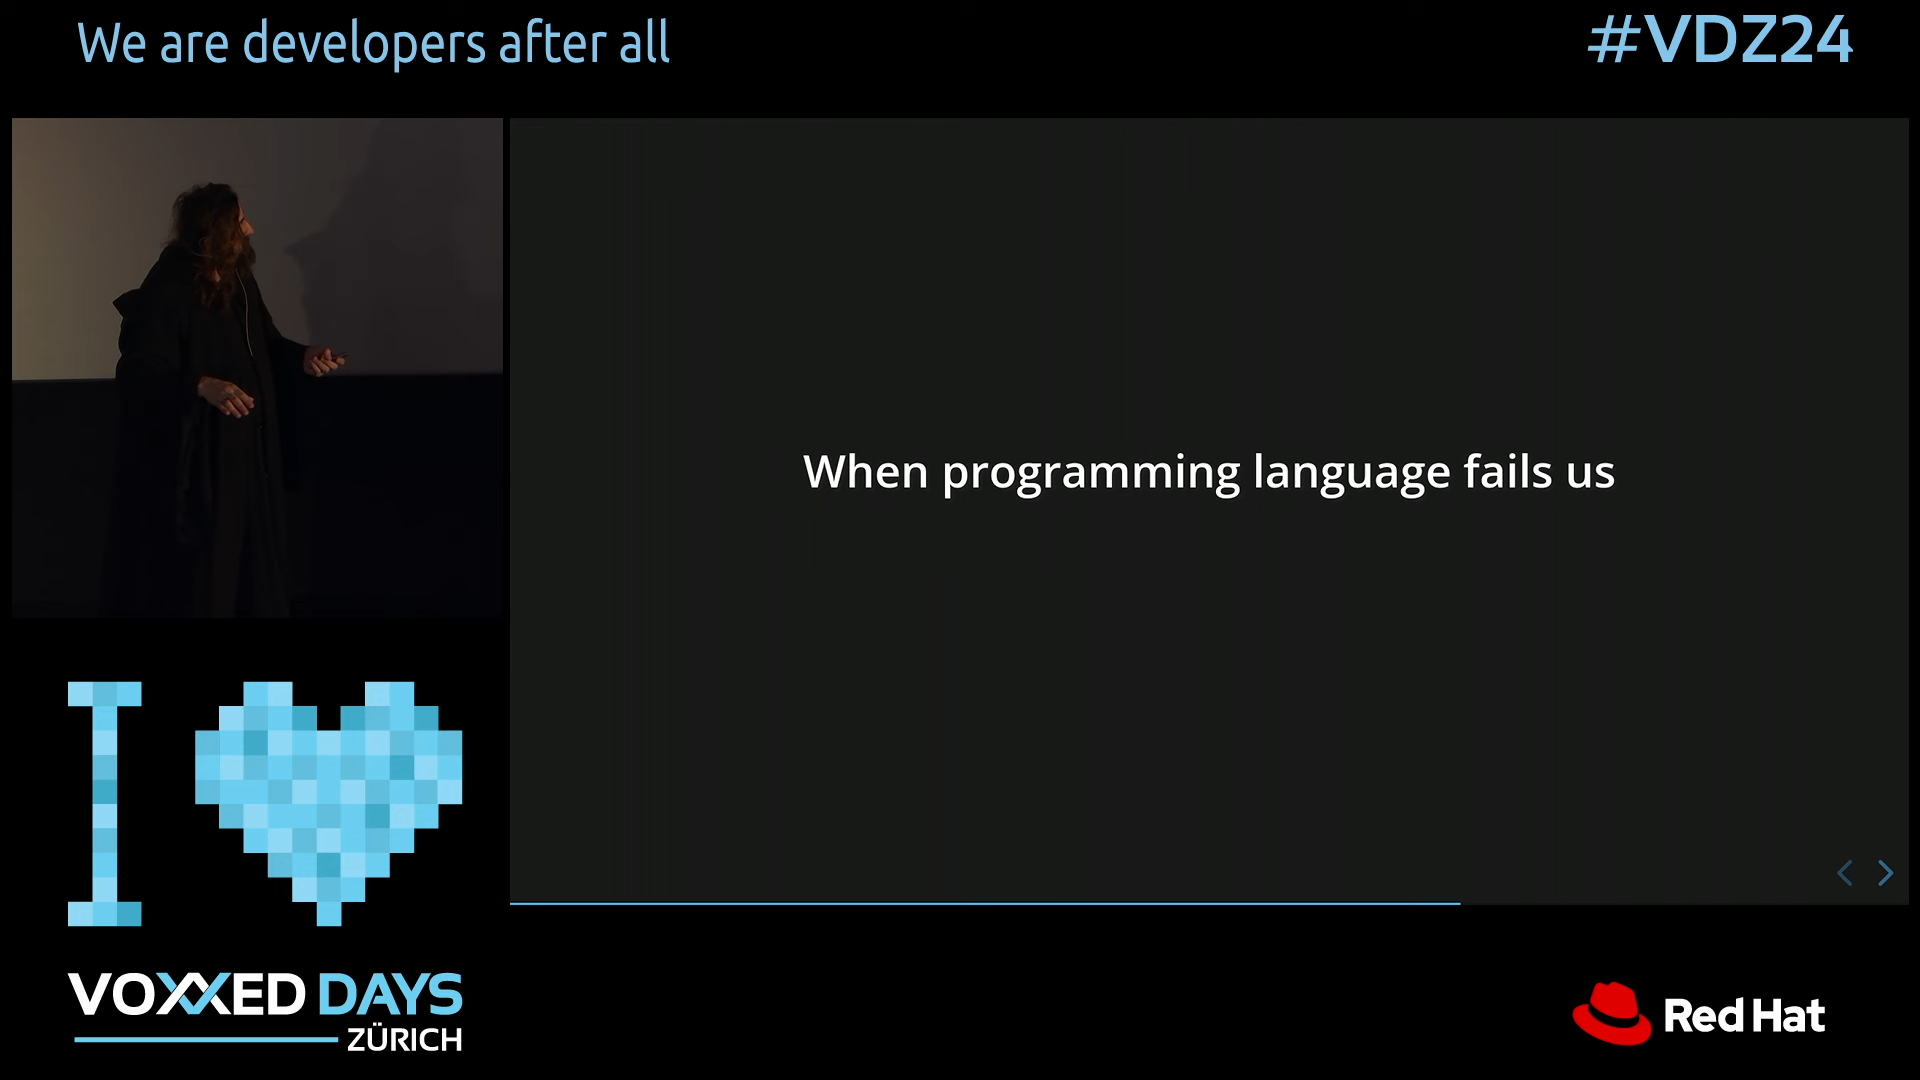 We are developers after all
#VDZ24
When programming language fails us
I
VOXXED DAYS
ZÜRICH
Red Hat